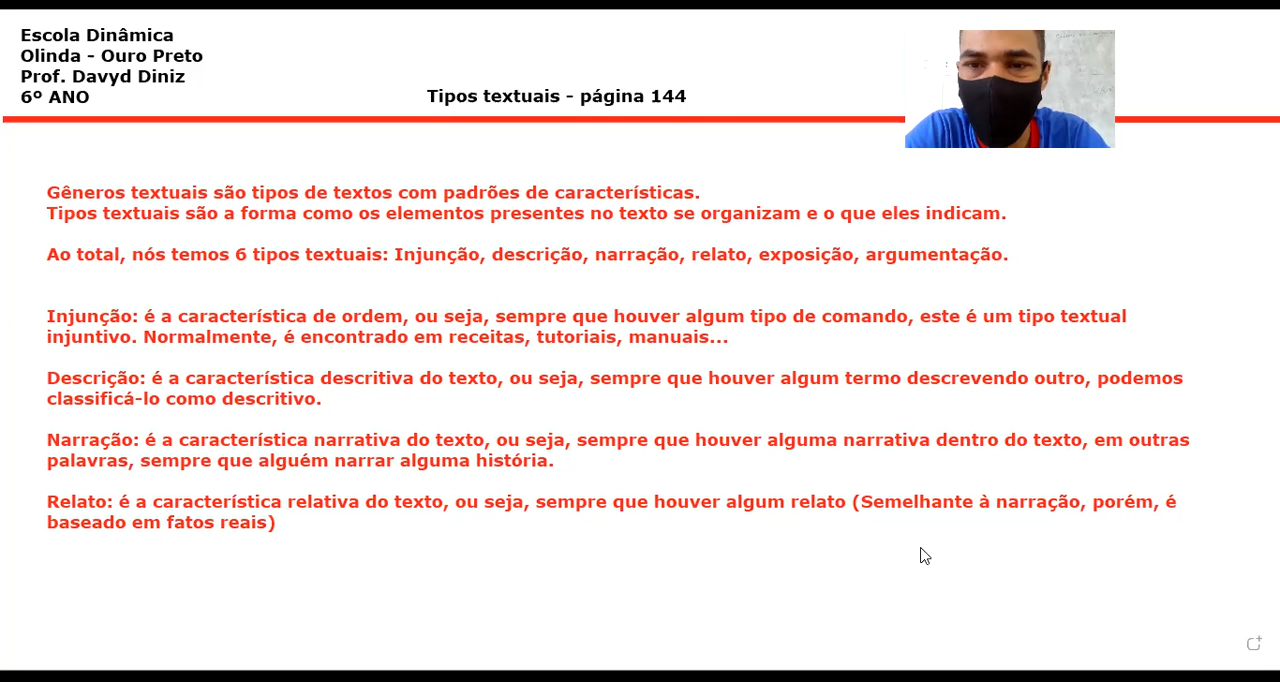 Escola Dinâmica
Olinda - Ouro Preto
Prof. Davyd Diniz
6º ANO
Tipos textuais - página 144
Gêneros textuais são tipos de textos com padrões de características.
Tipos textuais são a forma como os elementos presentes no texto se organizam e o que eles indicam.
Ao total, nós temos 6 tipos textuais: Injunção, descrição, narração, relato, exposição, argumentação.
Injunção: é a característica de ordem, ou seja, sempre que houver algum tipo de comando, este é um tipo textual
injuntivo. Normalmente, é encontrado em receitas, tutoriais, manuais...
Descrição: é a característica descritiva do texto, ou seja, sempre que houver algum termo descrevendo outro, podemos
classificá-lo como descritivo.
Narração: é a característica narrativa do texto, ou seja, sempre que houver alguma narrativa dentro do texto, em outras
palavras, sempre que alguém narrar alguma história.
Relato: é a característica relativa do texto, ou seja, sempre que houver algum relato (Semelhante à narração, porém, é
baseado em fatos reais)